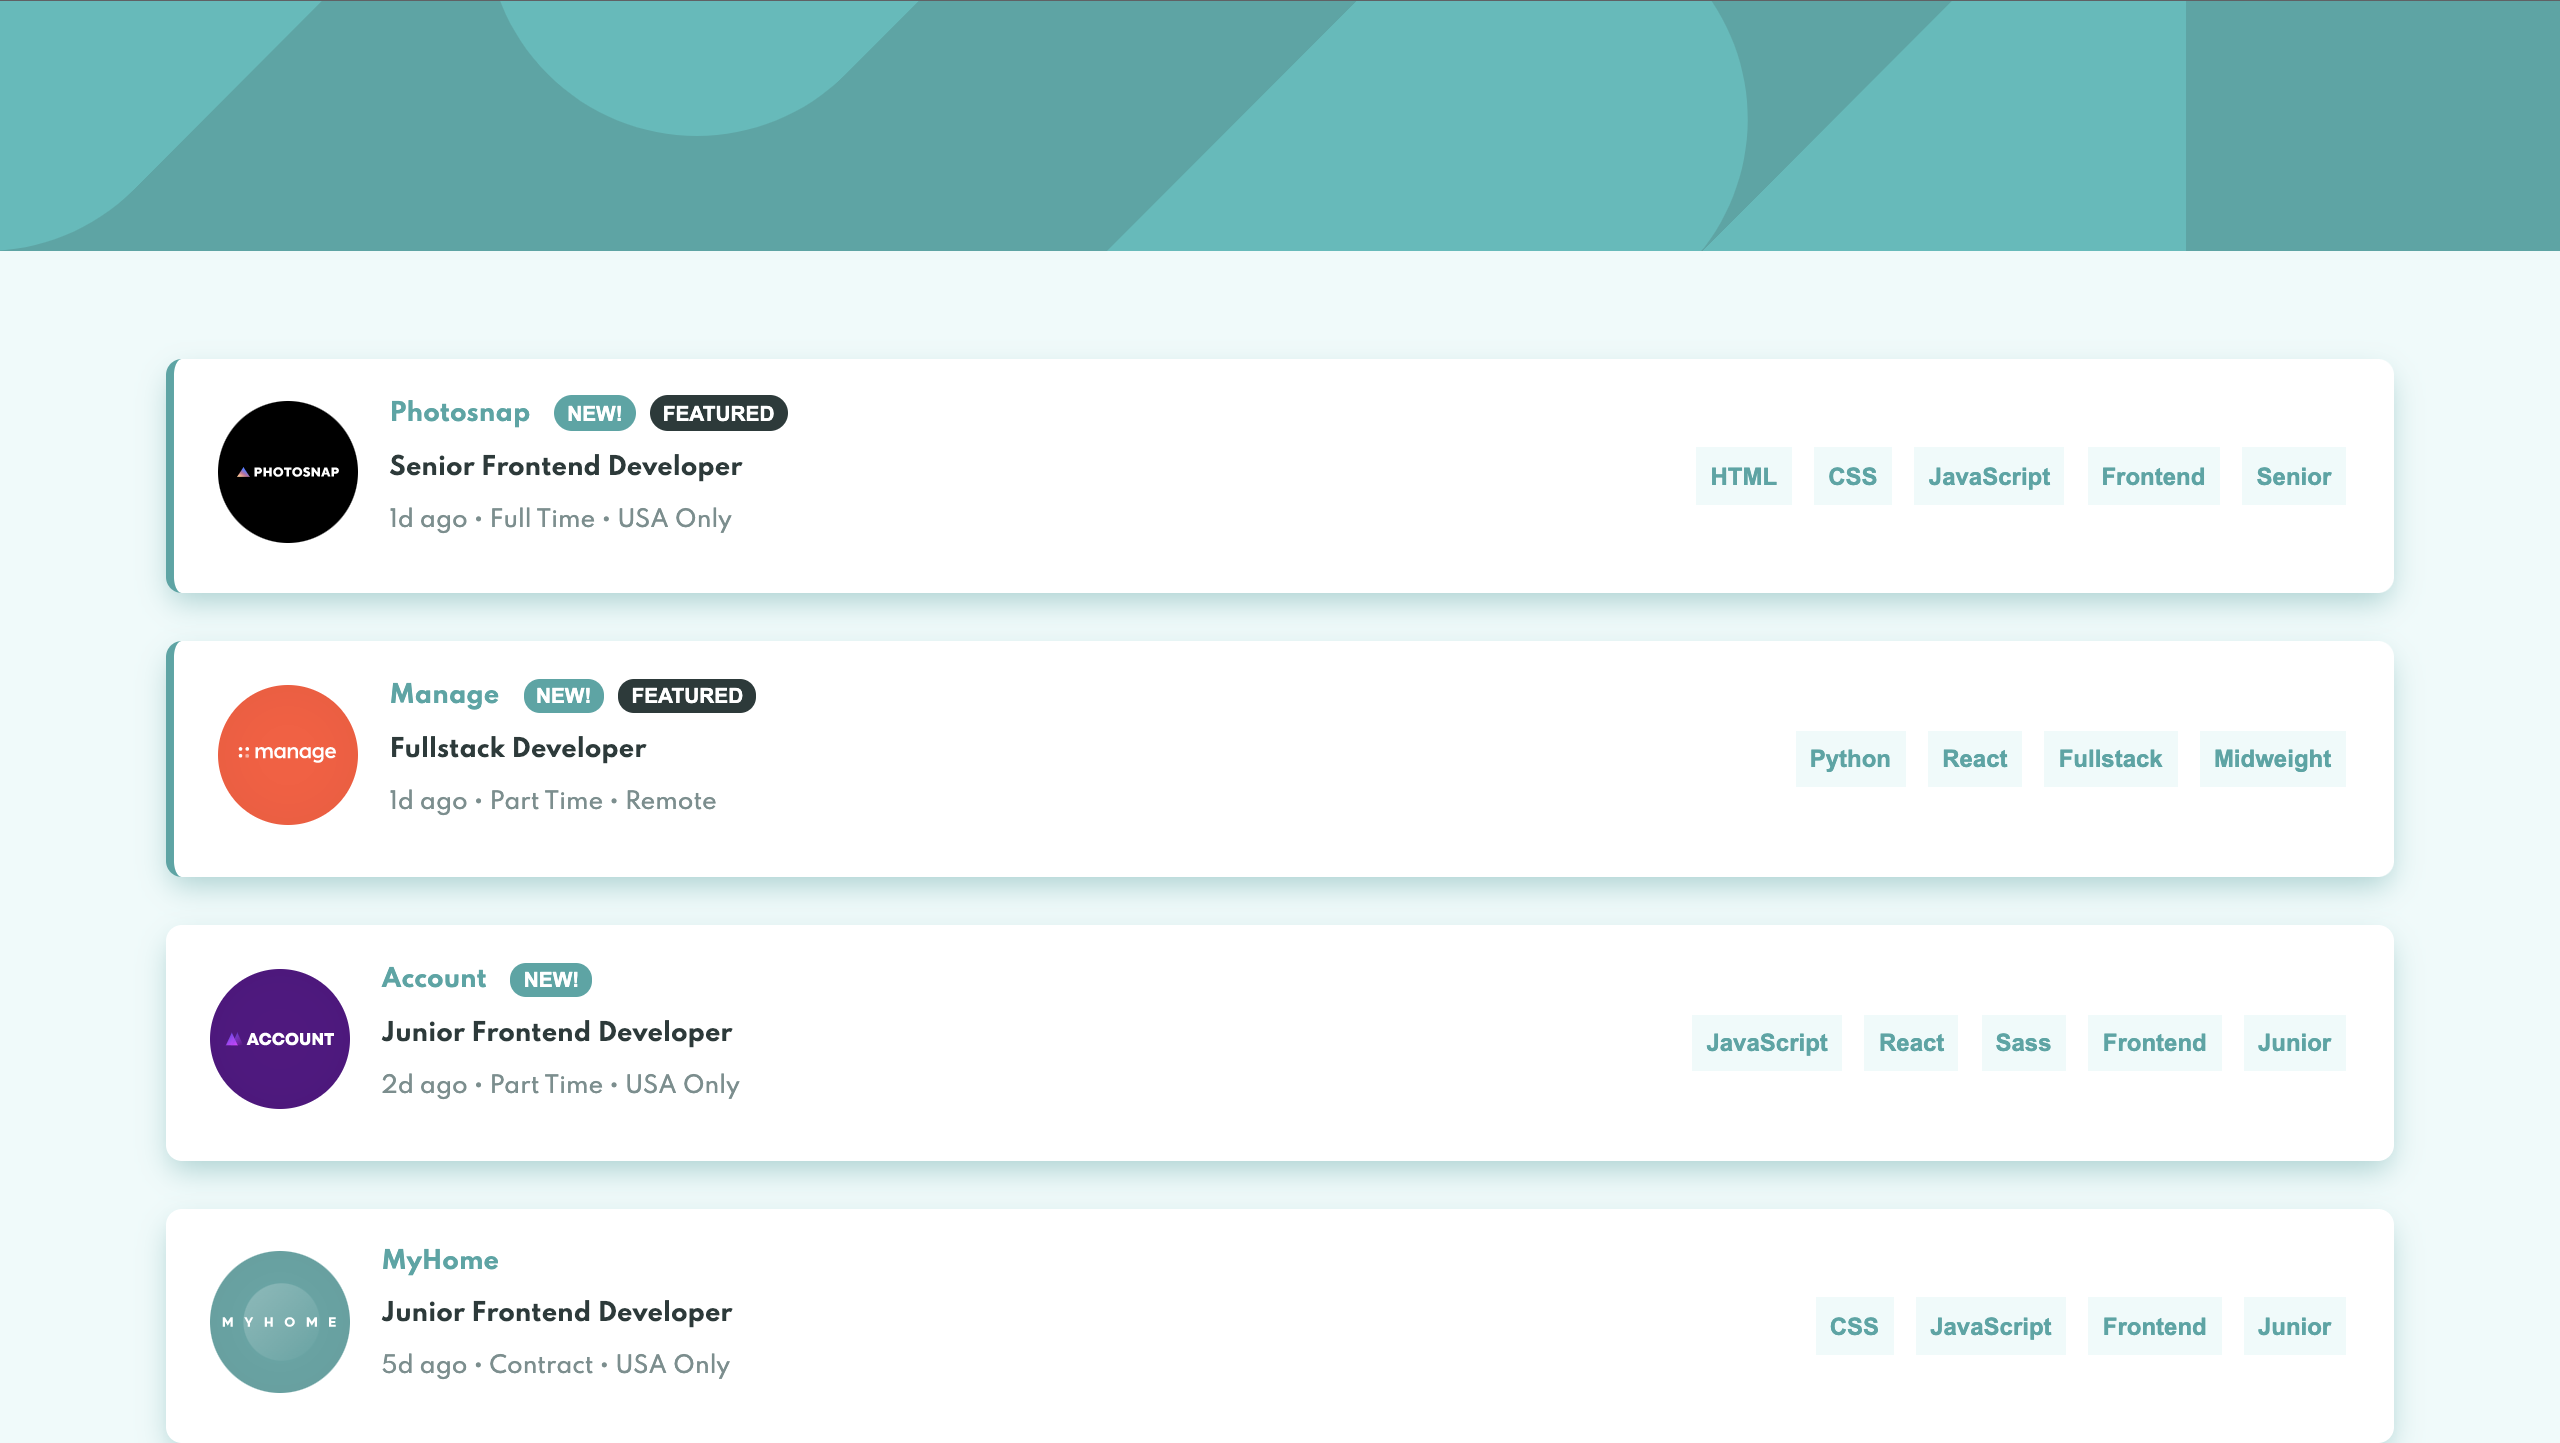 PHOTOSNAP
Photosnap NEW! FEATURED
Senior Frontend Developer
1d ago • Full Time • USA Only
HTML CSS JavaScript Frontend Senior
manage
Manage NEW! FEATURED
Fullstack Developer
1d ago • Part Time • Remote
Python React Fullstack Midweight
ACCOUNT
Account NEW!
Junior Frontend Developer
2d ago • Part Time • USA Only
JavaScript React Sass Frontend Junior
MYHOME
MyHome
Junior Frontend Developer
5d ago • Contract • USA Only
CSS JavaScript Frontend Junior